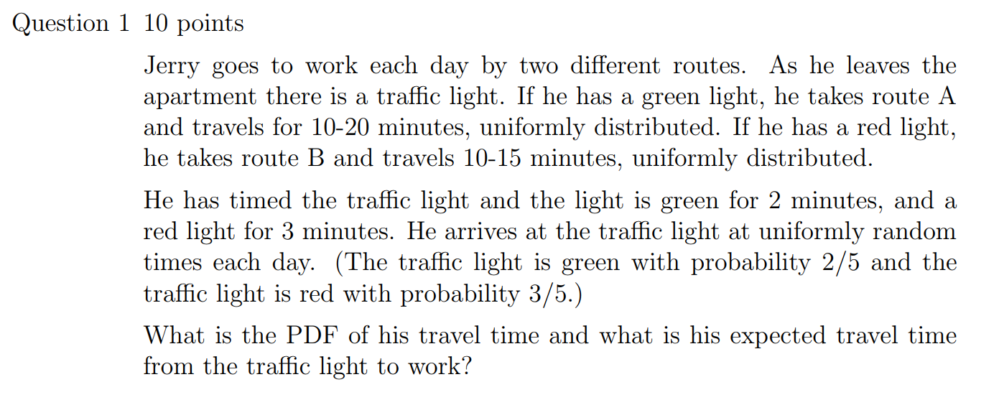 Question 1 10 points
Jerry goes to work each day by two different routes. As he leaves the
apartment there is a traffic light. If he has a green light, he takes route A
and travels for 10-20 minutes, uniformly distributed. If he has a red light,
he takes route B and travels 10-15 minutes, uniformly distributed.
He has timed the traffic light and the light is green for 2 minutes, and a
red light for 3 minutes. He arrives at the traffic light at uniformly random
times each day. (The traffic light is green with probability 2/5 and the
traffic light is red with probability 3/5.)
What is the PDF of his travel time and what is his expected travel time
from the traffic light to work?